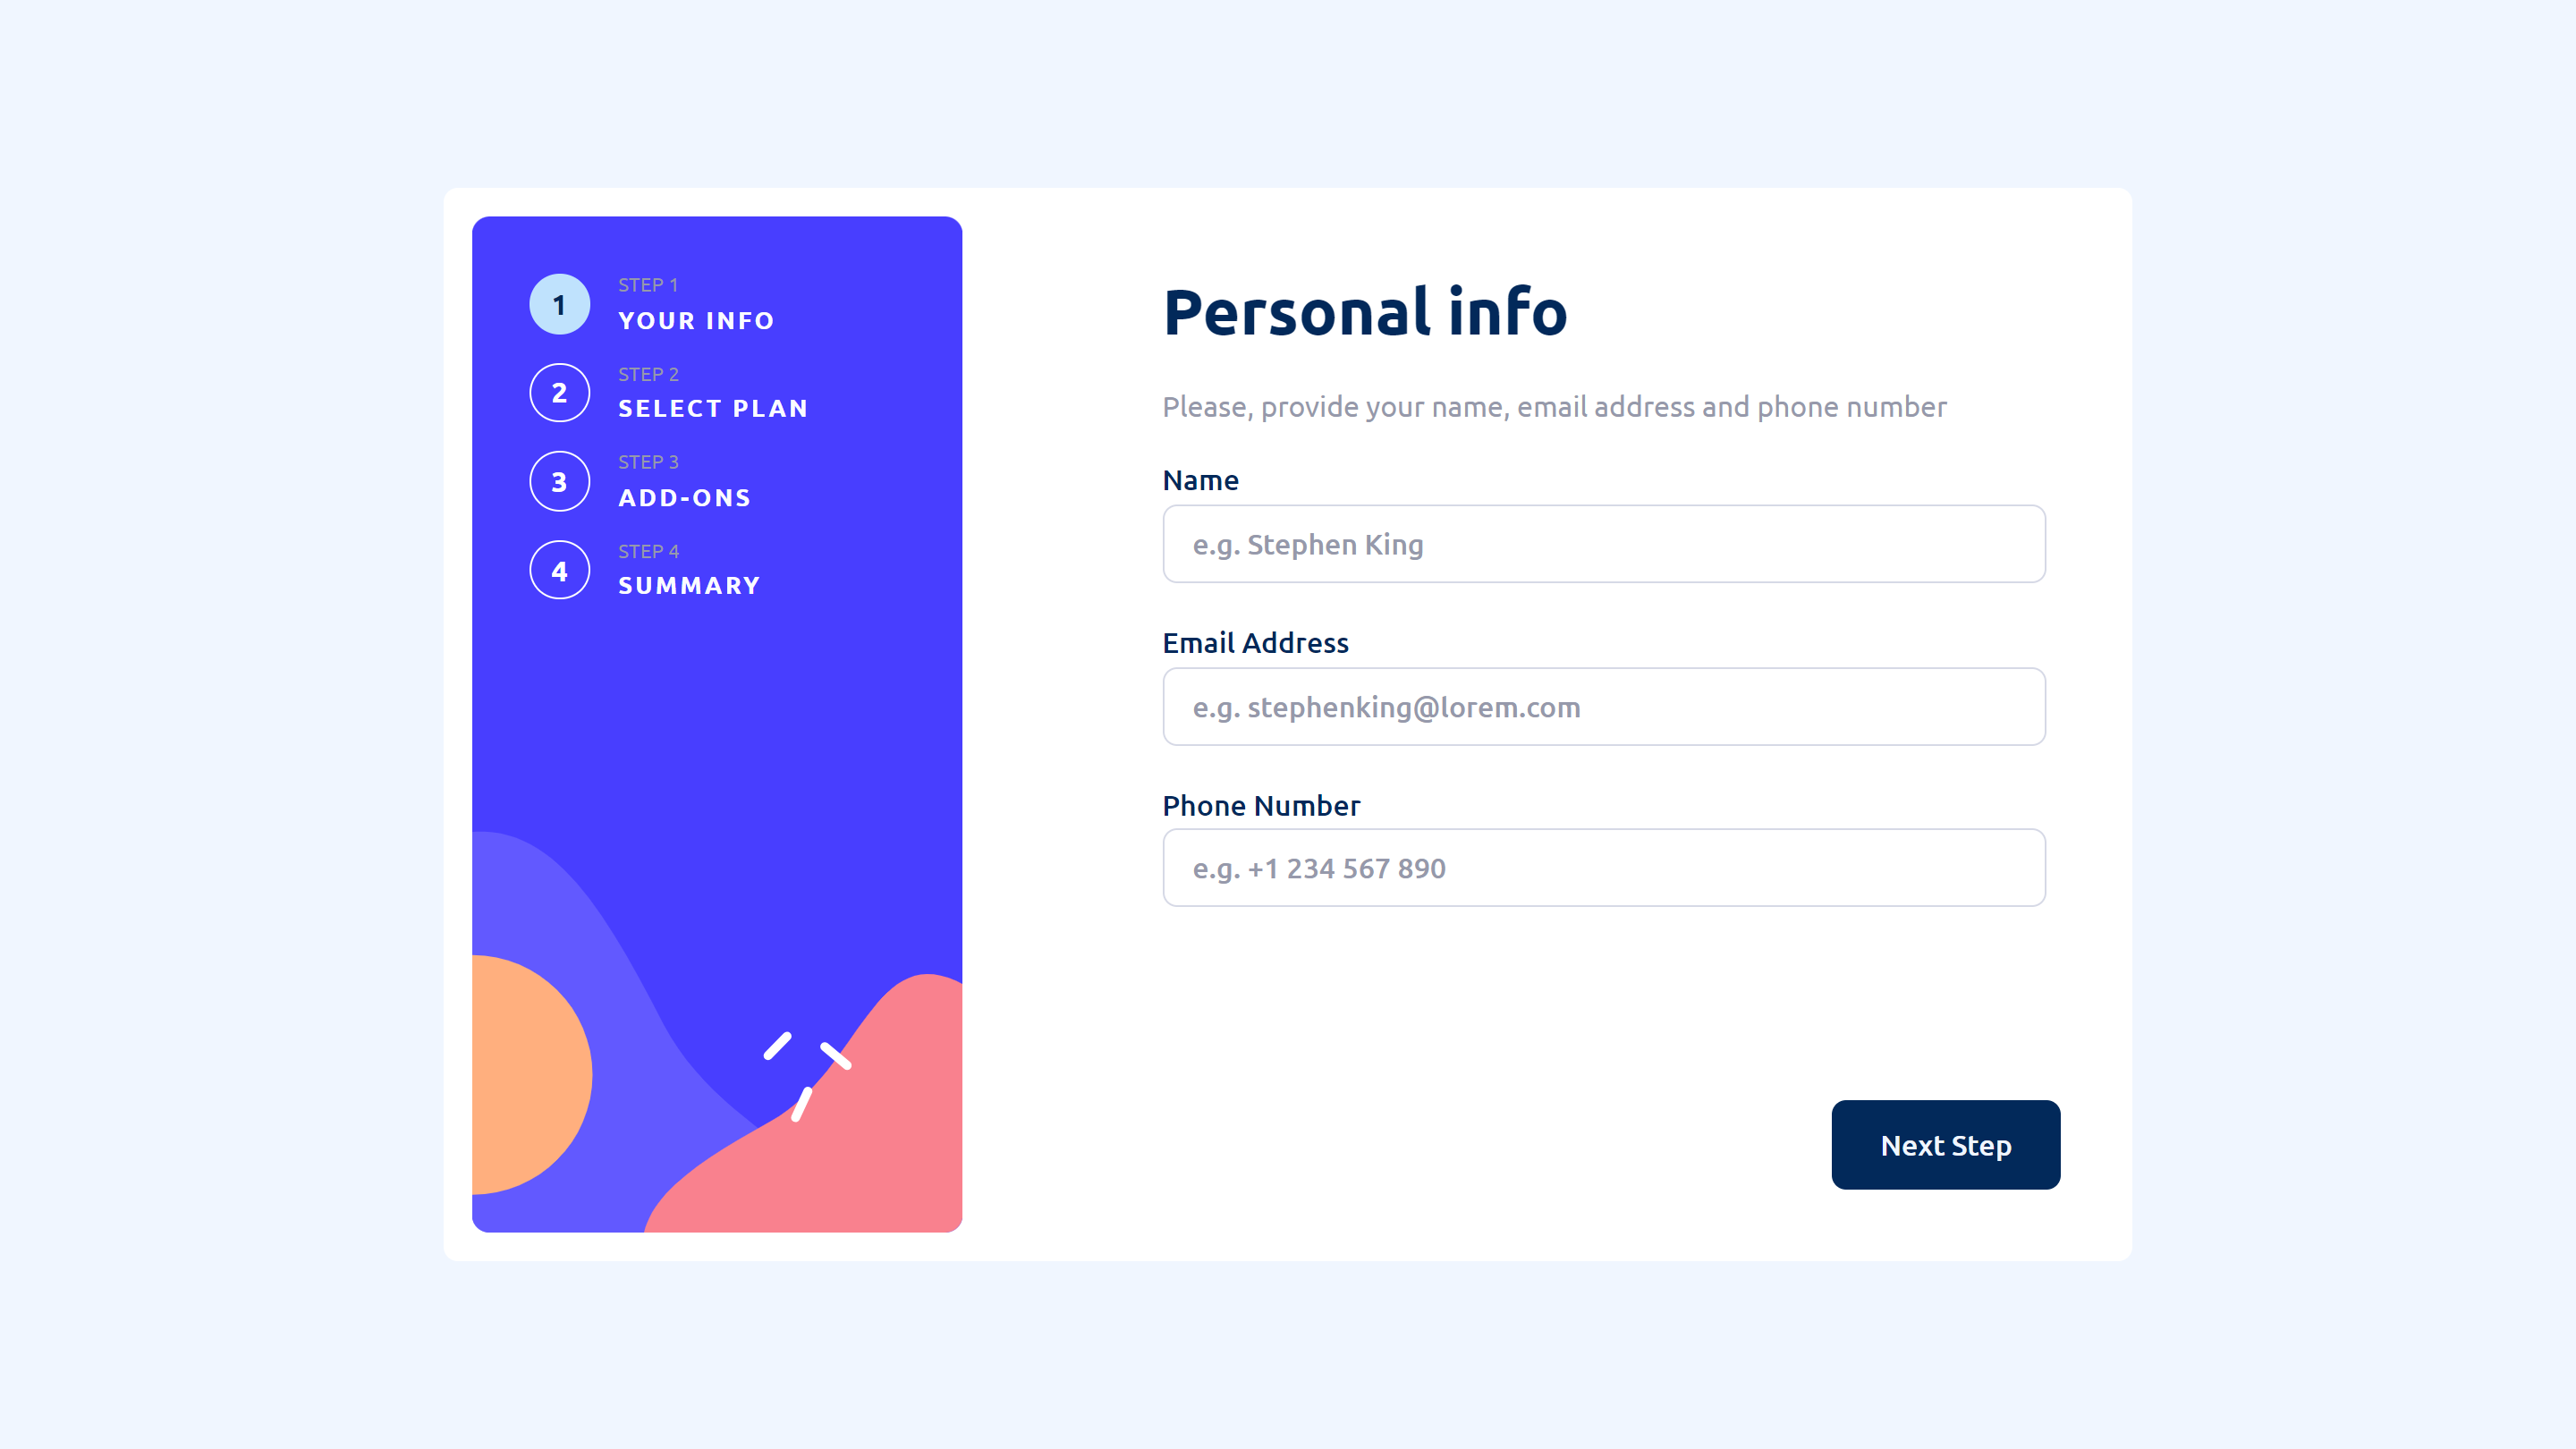 1
STEP 1
YOUR INFO
2
STEP 2
SELECT PLAN
3
STEP 3
ADD-ONS
4
STEP 4
SUMMARY
Personal info
Please, provide your name, email address and phone number
Name
e.g. Stephen King
Email Address
e.g. stephenking@lorem.com
Phone Number
e.g. +1 234 567 890
Next Step